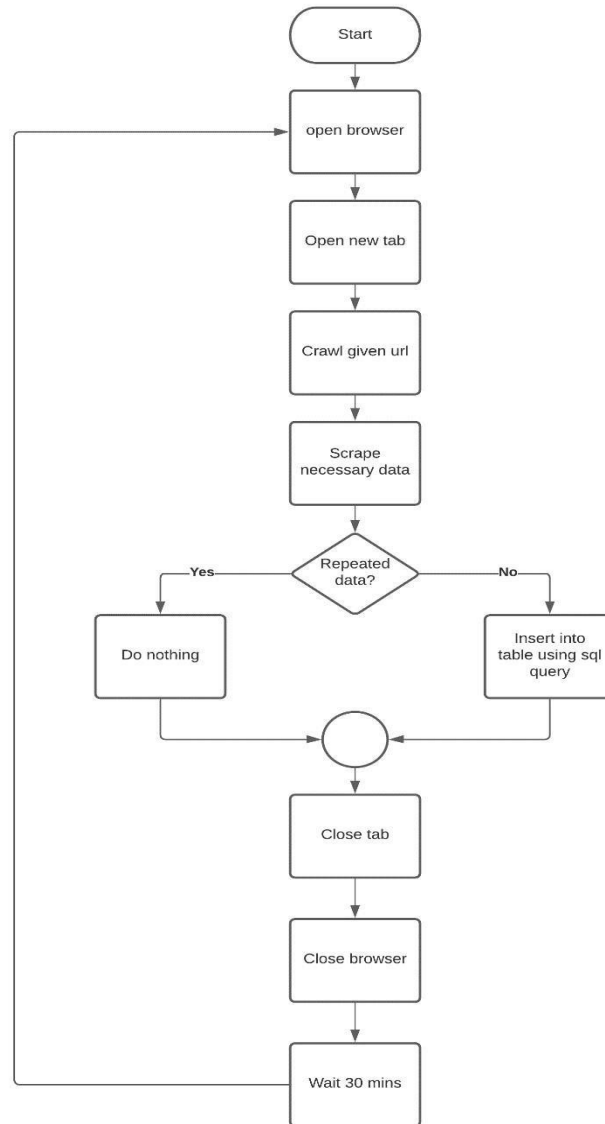 Start
open browser
Open new tab
Crawl given url
Scrape
necessary data
Repeated
data?
Yes
No
Do nothing
Insert into
table using sql
query
Close tab
Close browser
Wait 30 mins